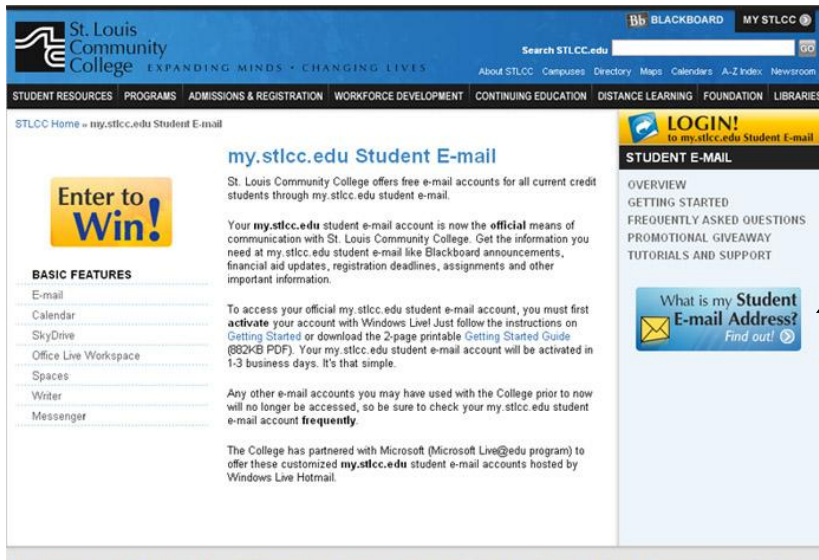 St. Louis
Community
College EXPANDING MINDS • CHANGING LIVES
Bb BLACKBOARD MY STLCC
Search STLCC.edu GO
About STLCC Campuses Directory Maps Calendars A-Z Index Newsroom
STUDENT RESOURCES PROGRAMS ADMISSIONS & REGISTRATION WORKFORCE DEVELOPMENT CONTINUING EDUCATION DISTANCE LEARNING FOUNDATION LIBRARIES
STLCC Home » my.stlcc.edu Student E-mail
Enter to
Win!
BASIC FEATURES
E-mail
Calendar
SkyDrive
Office Live Workspace
Spaces
Writer
Messenger
my.stlcc.edu Student E-mail
St. Louis Community College offers free e-mail accounts for all current credit
students through my.stlcc.edu student e-mail.
Your my.stlcc.edu student e-mail account is now the official means of
communication with St. Louis Community College. Get the information you
need at my.stlcc.edu student e-mail like Blackboard announcements,
financial aid updates, registration deadlines, assignments and other
important information.
To access your official my.stlcc.edu student e-mail account, you must first
activate your account with Windows Live! Just follow the instructions on
Getting Started or download the 2-page printable Getting Started Guide
(882KB PDF). Your my.stlcc.edu student e-mail account will be activated in
1-3 business days. It's that simple.
Any other e-mail accounts you may have used with the College prior to now
will no longer be accessed, so be sure to check your my.stlcc.edu student
e-mail account frequently.
The College has partnered with Microsoft (Microsoft Live@edu program) to
offer these customized my.stlcc.edu student e-mail accounts hosted by
Windows Live Hotmail.
LOGIN!
to my.stlcc.edu Student E-mail
STUDENT E-MAIL
OVERVIEW
GETTING STARTED
FREQUENTLY ASKED QUESTIONS
PROMOTIONAL GIVEAWAY
TUTORIALS AND SUPPORT
What is my Student
E-mail Address?
Find out!